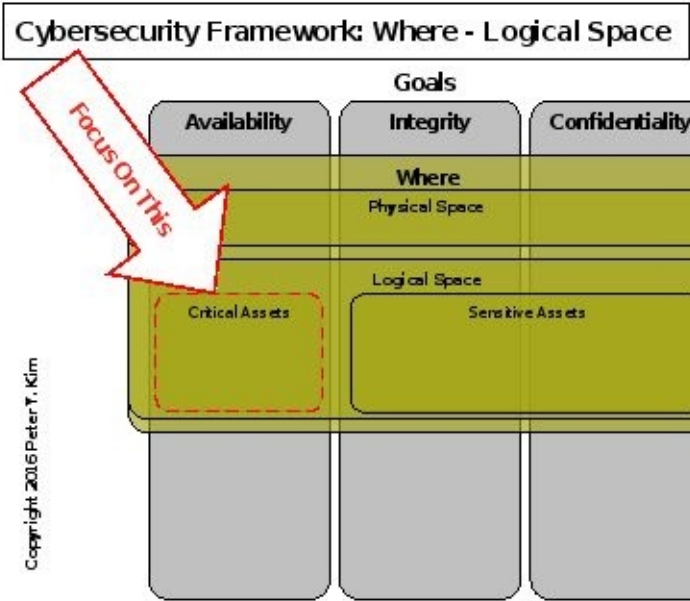 Cybersecurity Framework: Where - Logical Space
Goals
Availability
Integrity
Confidentiality
Focus On This
Where
Physical Space
Logical Space
Critical Assets
Sensitive Assets
Copyright 2016 Peter T. Kim